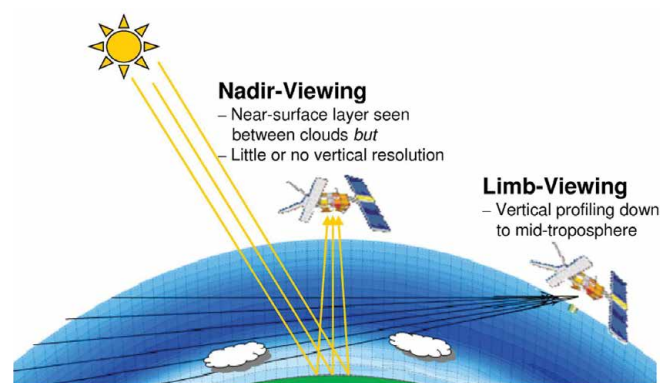 Nadir-Viewing
– Near-surface layer seen
between clouds but
– Little or no vertical resolution
Limb-Viewing
– Vertical profiling down
to mid-troposphere